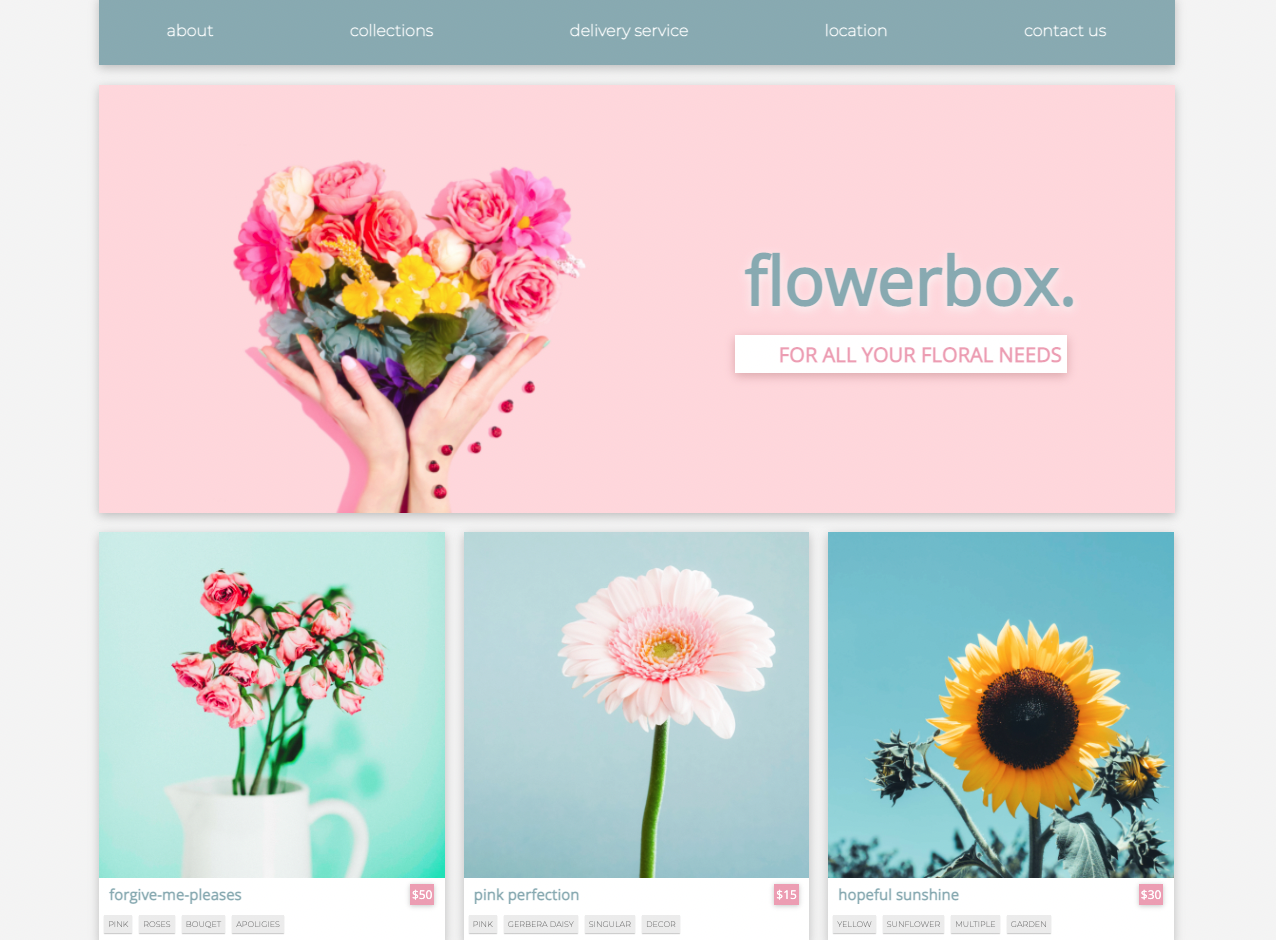 about collections delivery service location contact us
flowerbox.
FOR ALL YOUR FLORAL NEEDS
forgive-me-pleases $50
PINK ROSES BOUQET APOLIGIES
pink perfection $15
PINK GERBERA DAISY SINGULAR DECOR
hopeful sunshine $30
YELLOW SUNFLOWER MULTIPLE GARDEN